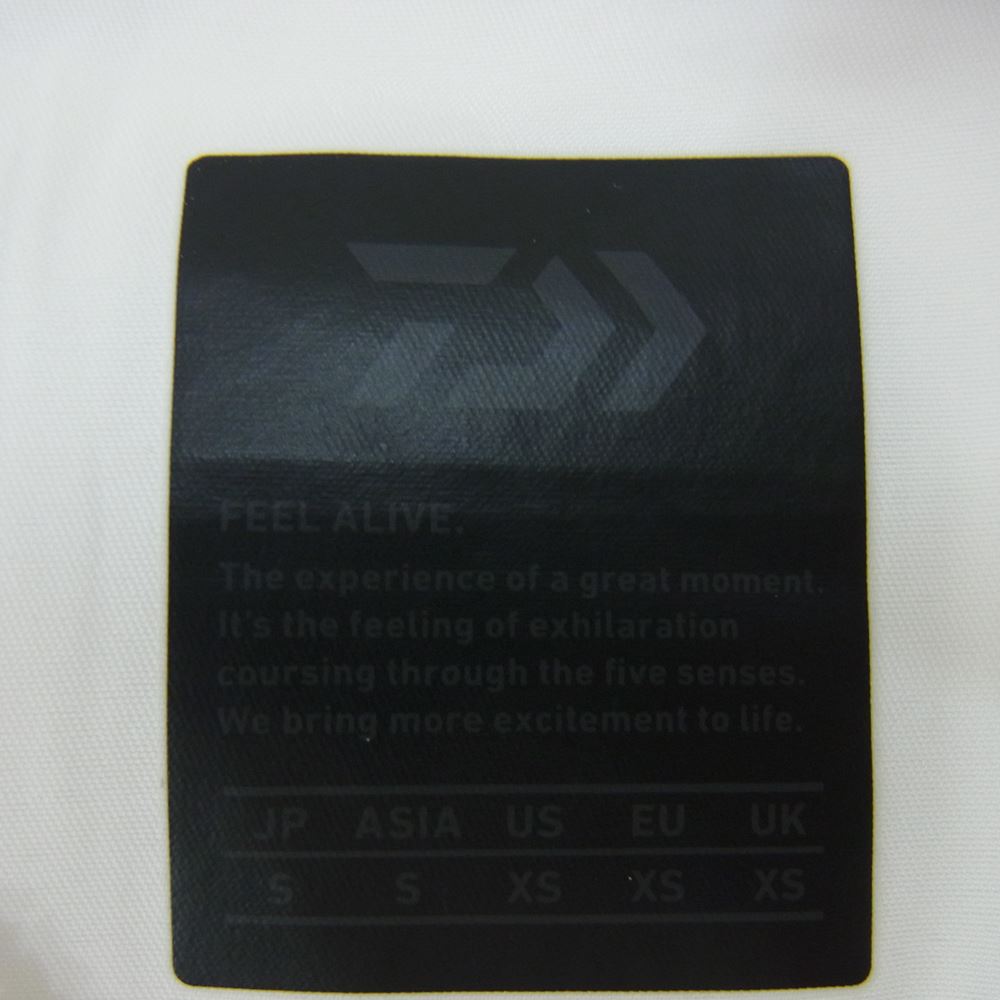 FEEL ALIVE.
The experience of a great moment.
It's the feeling of exhilaration
coursing through the five senses.
We bring more excitement to life.
JP ASIA US EU UK
S S XS XS XS